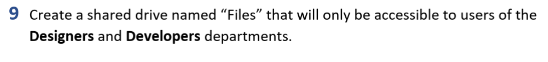 9 Create a shared drive named “Files” that will only be accessible to users of the
Designers and Developers departments.